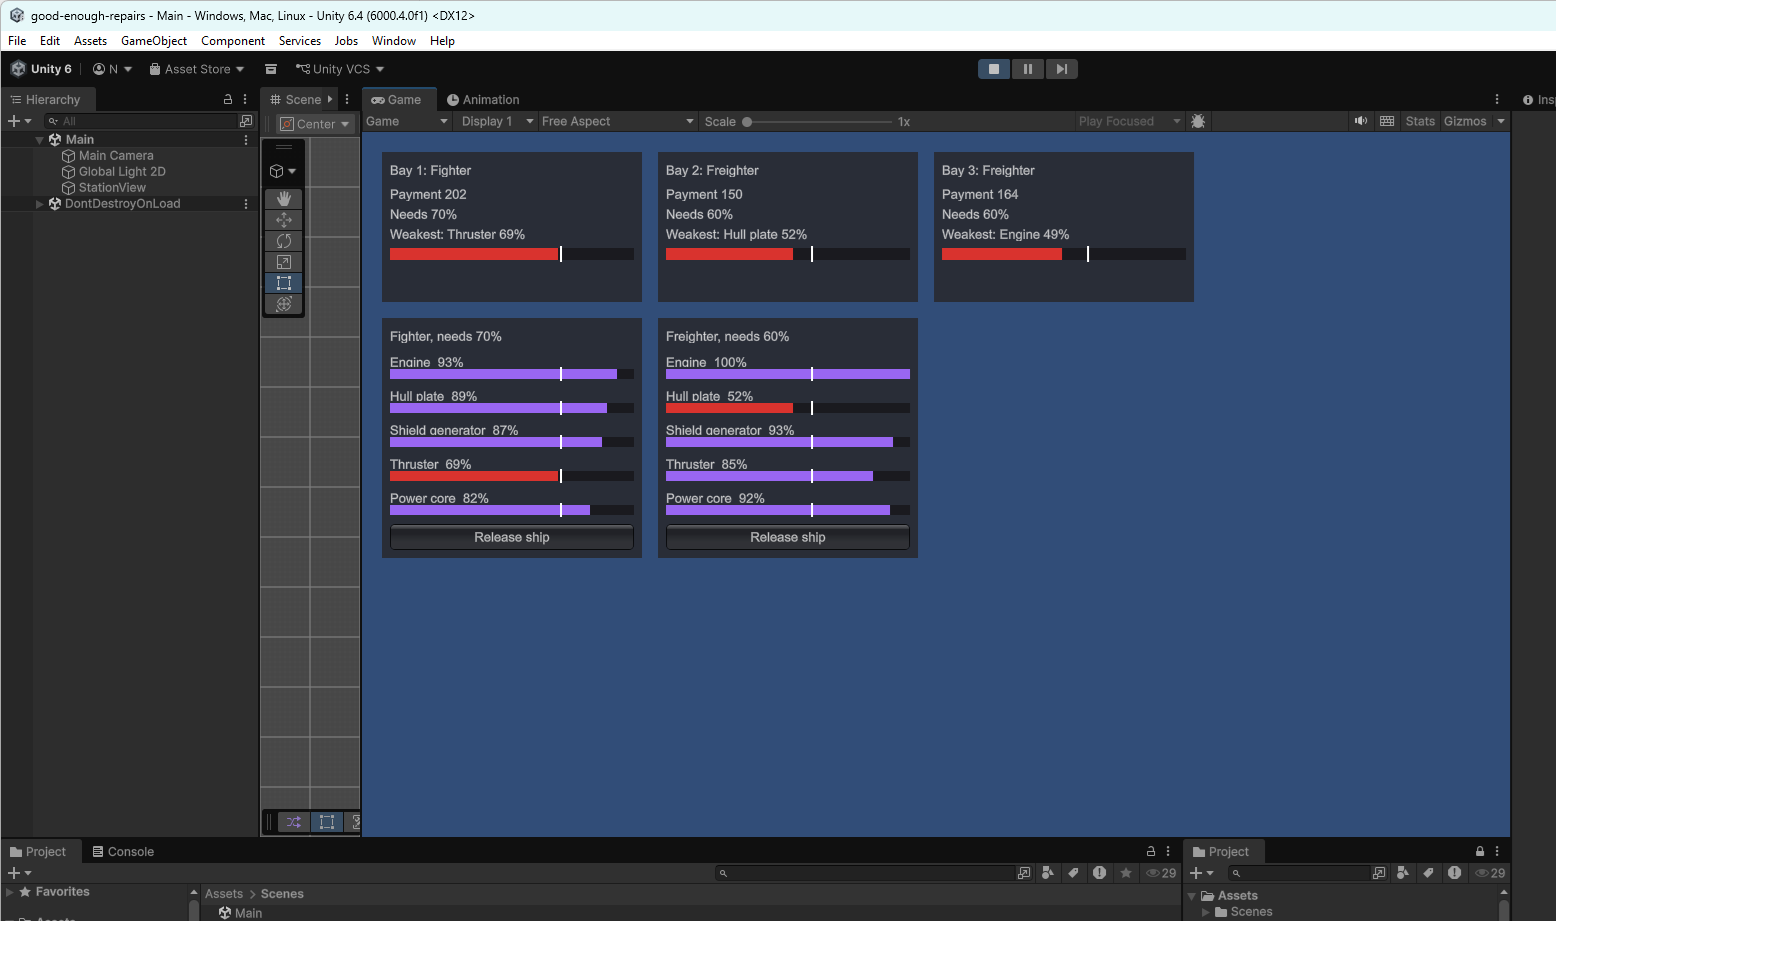 good-enough-repairs - Main - Windows, Mac, Linux - Unity 6.4 (6000.4.0f1) <DX12>
File Edit Assets GameObject Component Services Jobs Window Help
Unity 6 N Asset Store Unity VCS
Hierarchy
All
Main
Main Camera
Global Light 2D
StationView
DontDestroyOnLoad
Scene
Center
Game Animation
Game Display 1 Free Aspect Scale 1x Play Focused Stats Gizmos
Bay 1: Fighter
Payment 202
Needs 70%
Weakest: Thruster 69%
Bay 2: Freighter
Payment 150
Needs 60%
Weakest: Hull plate 52%
Bay 3: Freighter
Payment 164
Needs 60%
Weakest: Engine 49%
Fighter, needs 70%
Engine 93%
Hull plate 89%
Shield generator 87%
Thruster 69%
Power core 82%
Release ship
Freighter, needs 60%
Engine 100%
Hull plate 52%
Shield generator 93%
Thruster 85%
Power core 92%
Release ship
Project Console
29
Favorites
Assets
Assets > Scenes
Main
Project
29
Assets
Scenes